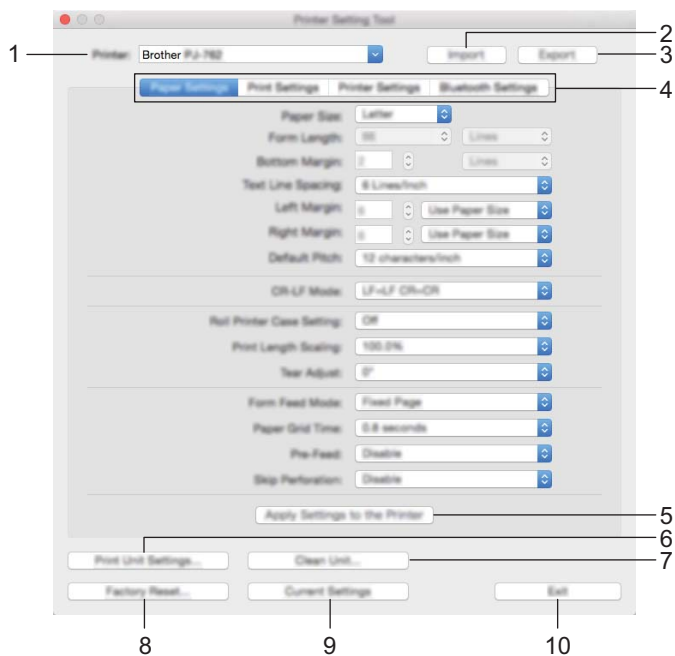 Printer Setting Tool
2
1
Printer: Brother PJ-762
Import
Export
3
Paper Settings
Print Settings
Printer Settings
Bluetooth Settings
4
Paper Size: Letter
Form Length:
Lines
Bottom Margin: 2
Lines
Text Line Spacing: 6 Lines/Inch
Left Margin: 6
Use Paper Size
Right Margin: 6
Use Paper Size
Default Pitch: 12 characters/inch
CR-LF Mode: LF=LF CR=CR
Roll Printer Case Setting: Off
Print Length Scaling: 100.0%
Tear Adjust: 0"
Form Feed Mode: Fixed Page
Paper Grid Time: 0.8 seconds
Pre-Feed: Disable
Skip Perforation: Disable
Apply Settings to the Printer
5
6
Print Unit Settings...
Clean Unit...
7
Factory Reset...
Current Settings
Exit
8
9
10